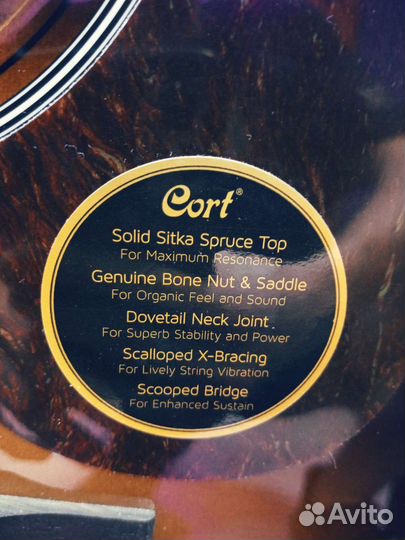 Cort®
Solid Sitka Spruce Top
For Maximum Resonance
Genuine Bone Nut & Saddle
For Organic Feel and Sound
Dovetail Neck Joint
For Superb Stability and Power
Scalloped X-Bracing
For Lively String Vibration
Scooped Bridge
For Enhanced Sustain
Avito